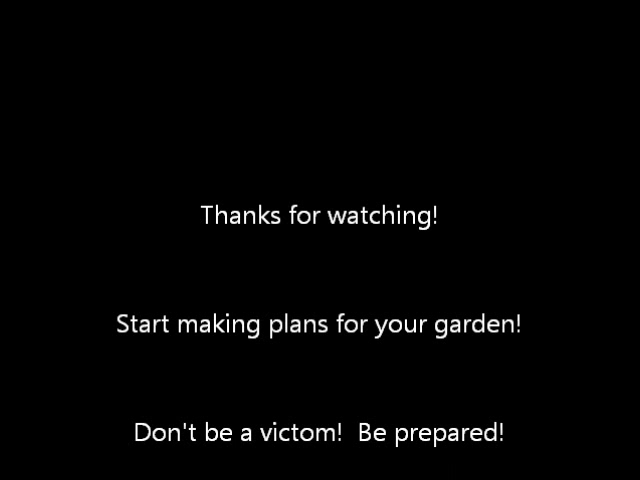 Thanks for watching!
Start making plans for your garden!
Don't be a victom!  Be prepared!